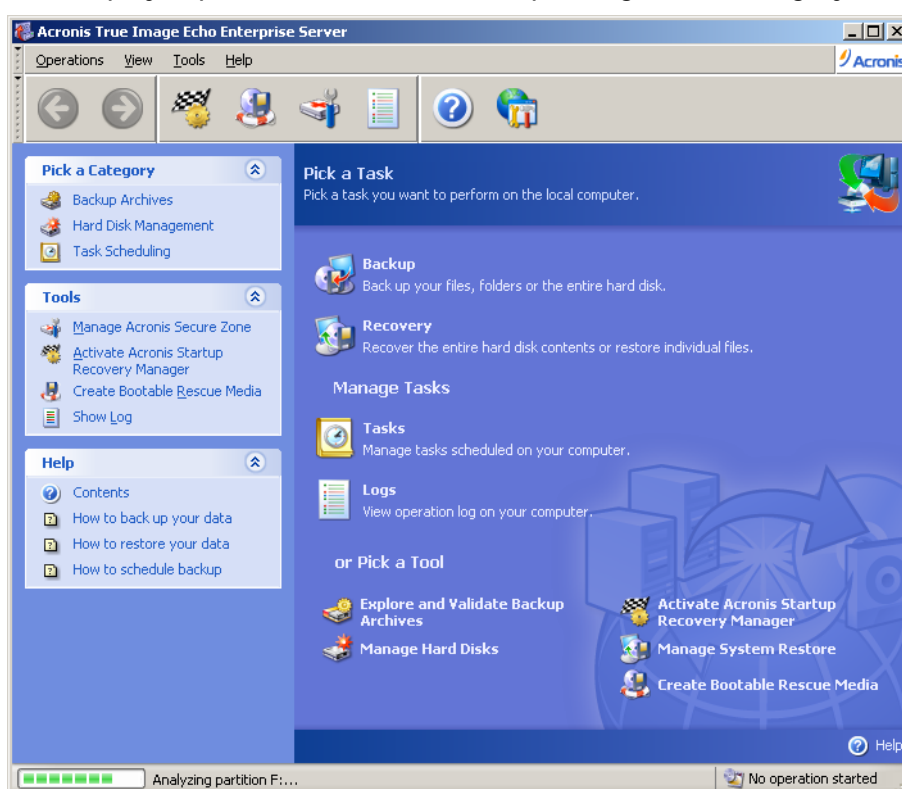 Acronis True Image Echo Enterprise Server
Operations View Tools Help
Acronis
Pick a Category
Backup Archives
Hard Disk Management
Task Scheduling
Tools
Manage Acronis Secure Zone
Activate Acronis Startup
Recovery Manager
Create Bootable Rescue Media
Show Log
Help
Contents
How to back up your data
How to restore your data
How to schedule backup
Pick a Task
Pick a task you want to perform on the local computer.
Backup
Back up your files, folders or the entire hard disk.
Recovery
Recover the entire hard disk contents or restore individual files.
Manage Tasks
Tasks
Manage tasks scheduled on your computer.
Logs
View operation log on your computer.
or Pick a Tool
Explore and Validate Backup
Archives
Manage Hard Disks
Activate Acronis Startup
Recovery Manager
Manage System Restore
Create Bootable Rescue Media
Help
Analyzing partition F:...
No operation started